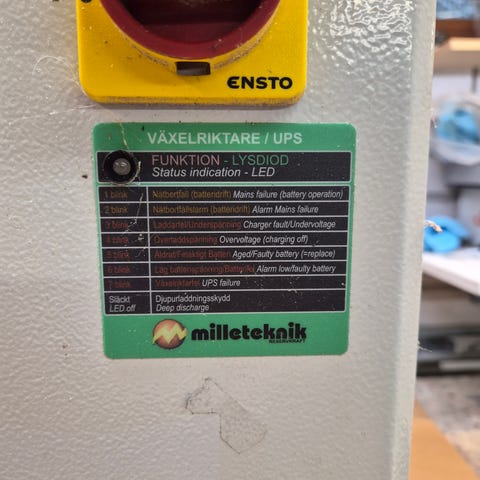 ENSTO
VÄXELRIKTARE / UPS
FUNKTION - LYSDIOD
Status indication - LED
1 blink Nätbortfall (batteridrift) Mains failure (battery operation)
2 blink Nätbortfallslarm (batteridrift) Alarm Mains failure
3 blink Laddarfel/Underspänning Charger fault/Undervoltage
4 blink Överladdspänning Overvoltage (charging off)
5 blink Åldrat/Felaktigt Batteri Aged/Faulty battery (=replace)
6 blink Låg batterispänning/Batterifel Alarm low/faulty battery
7 blink Växelriktarfel UPS failure
Släckt Djupurladdningsskydd
LED off Deep discharge
milleteknik
RESERVKRAFT